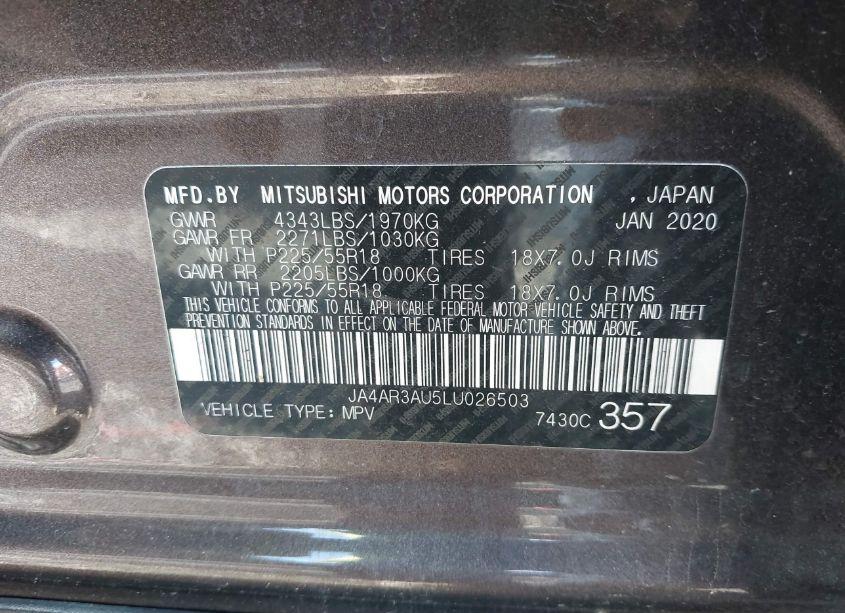 MFD.BY MITSUBISHI MOTORS CORPORATION , JAPAN
GVWR 4343LBS/1970KG JAN 2020
GAWR FR 2271LBS/1030KG
WITH P225/55R18 TIRES 18X7.0J RIMS
GAWR RR 2205LBS/1000KG
WITH P225/55R18 TIRES 18X7.0J RIMS
THIS VEHICLE CONFORMS TO ALL APPLICABLE FEDERAL MOTOR VEHICLE SAFETY AND THEFT
PREVENTION STANDARDS IN EFFECT ON THE DATE OF MANUFACTURE SHOWN ABOVE.
JA4AR3AU5LU026503
VEHICLE TYPE: MPV 7430C 357